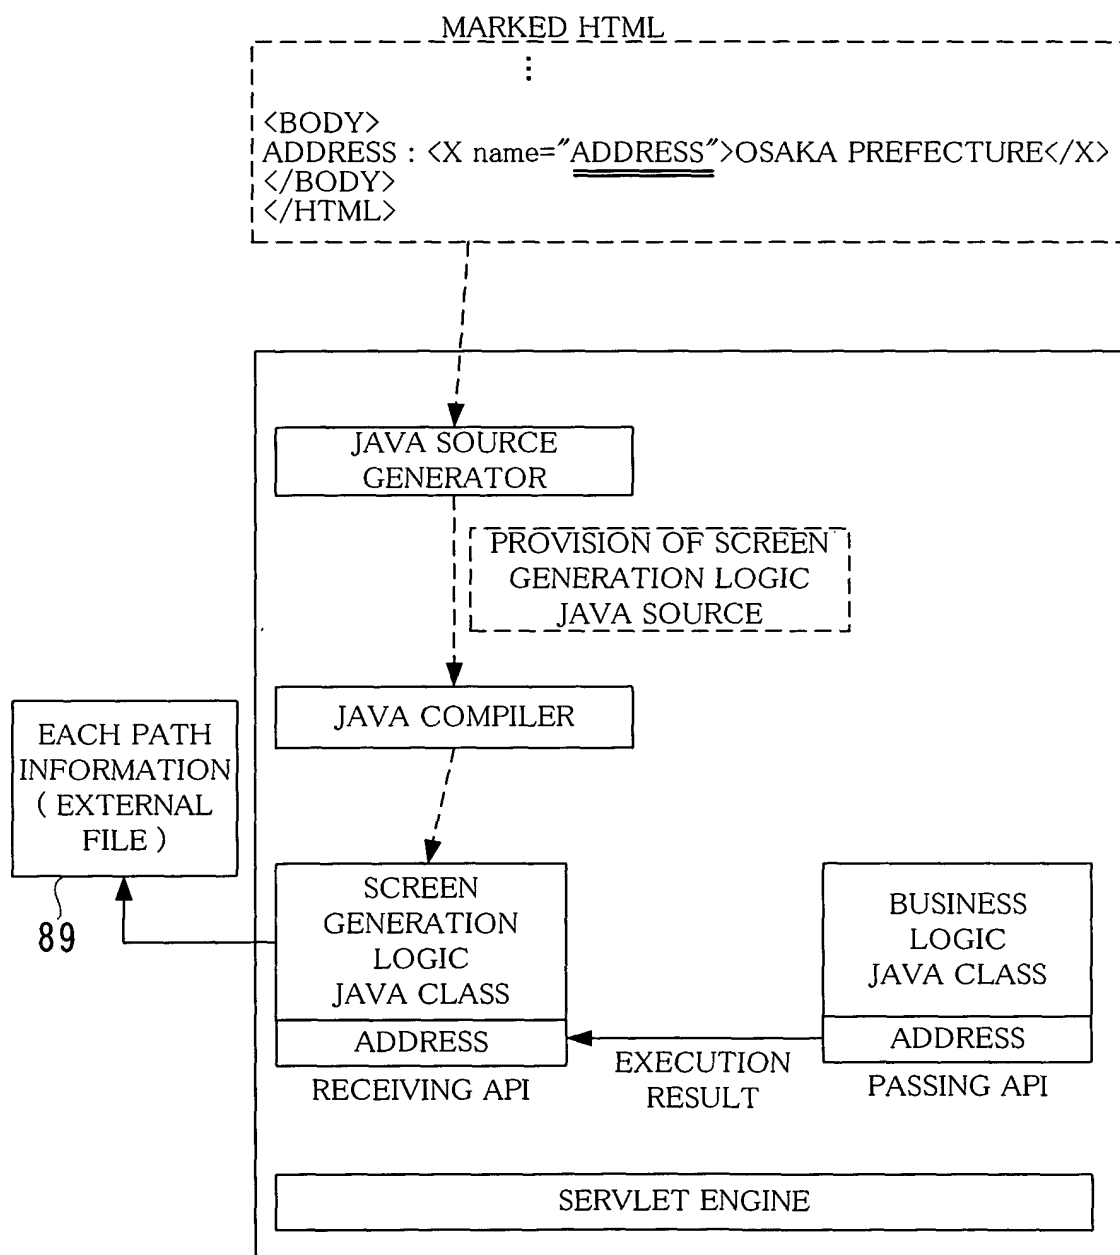 MARKED HTML
⋮
<BODY>
ADDRESS : <X name="ADDRESS">OSAKA PREFECTURE</X>
</BODY>
</HTML>
JAVA SOURCE
GENERATOR
PROVISION OF SCREEN
GENERATION LOGIC
JAVA SOURCE
JAVA COMPILER
EACH PATH
INFORMATION
( EXTERNAL
FILE )
89
SCREEN
GENERATION
LOGIC
JAVA CLASS
ADDRESS
RECEIVING API
EXECUTION
RESULT
BUSINESS
LOGIC
JAVA CLASS
ADDRESS
PASSING API
SERVLET ENGINE